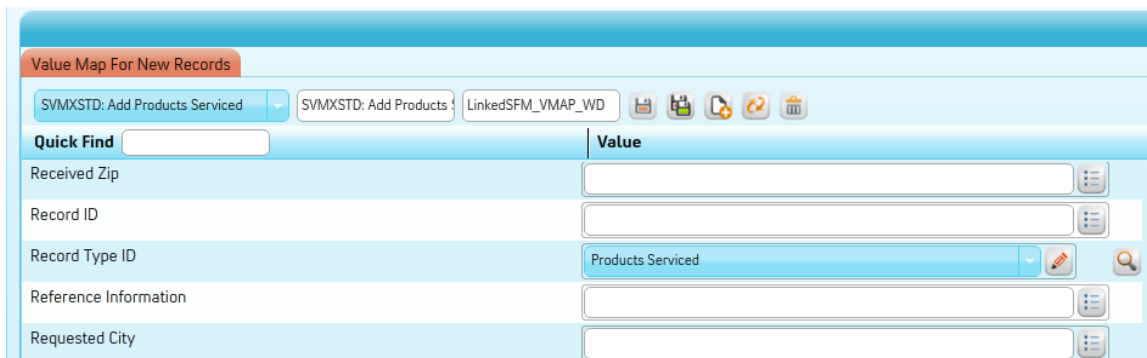 Value Map For New Records
SVMXSTD: Add Products Serviced SVMXSTD: Add Products LinkedSFM_VMAP_WD
Quick Find Value
Received Zip
Record ID
Record Type ID Products Serviced
Reference Information
Requested City